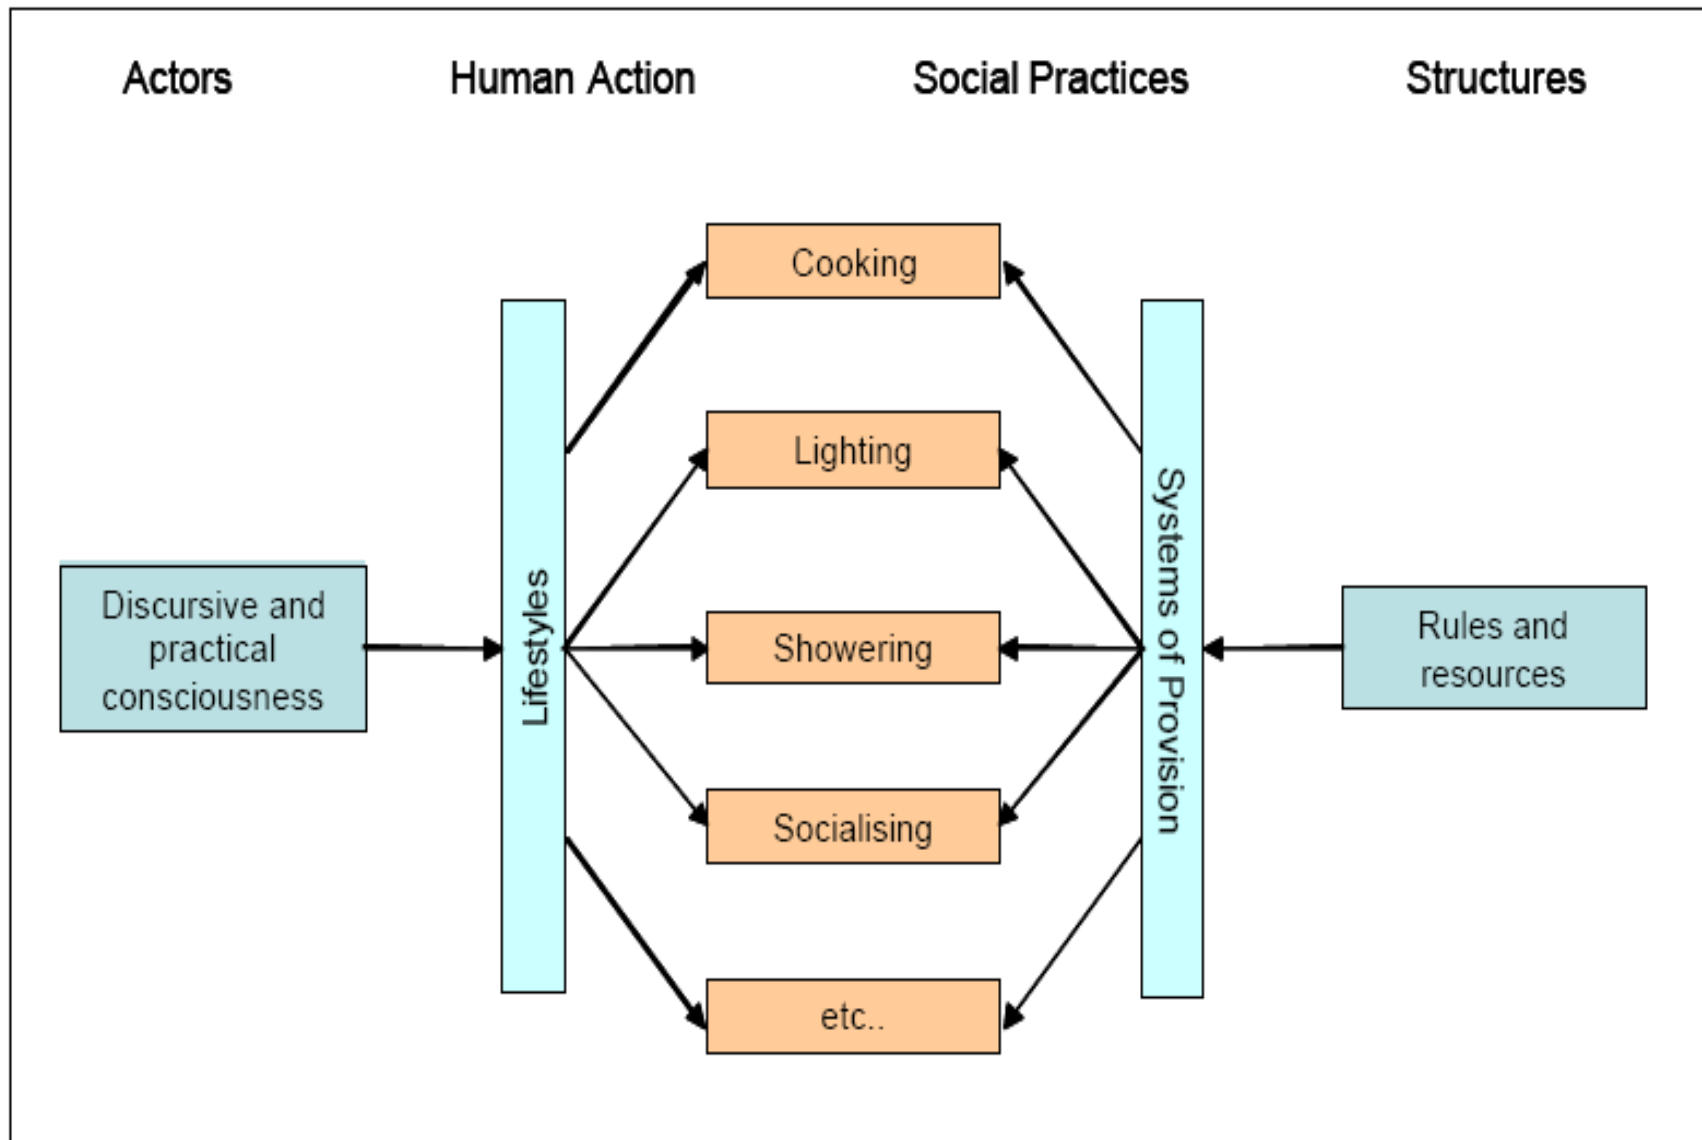 Actors Human Action Social Practices Structures
Cooking
Lighting
Discursive and
practical
consciousness
Lifestyles
Showering
Systems of Provision
Rules and
resources
Socialising
etc..